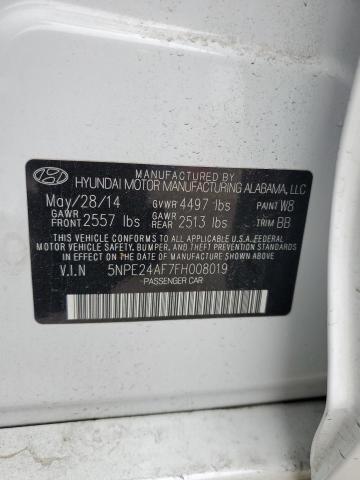 MANUFACTURED BY
HYUNDAI MOTOR MANUFACTURING ALABAMA, LLC
May/28/14 GVWR 4497 lbs PAINT W8
GAWR FRONT 2557 lbs GAWR REAR 2513 lbs TRIM BB
THIS VEHICLE CONFORMS TO ALL APPLICABLE U.S. FEDERAL
MOTOR VEHICLE SAFETY, BUMPER, AND THEFT PREVENTION
STANDARDS IN EFFECT ON THE DATE OF MANUFACTURE SHOWN ABOVE.
V.I.N 5NPE24AF7FH008019
PASSENGER CAR